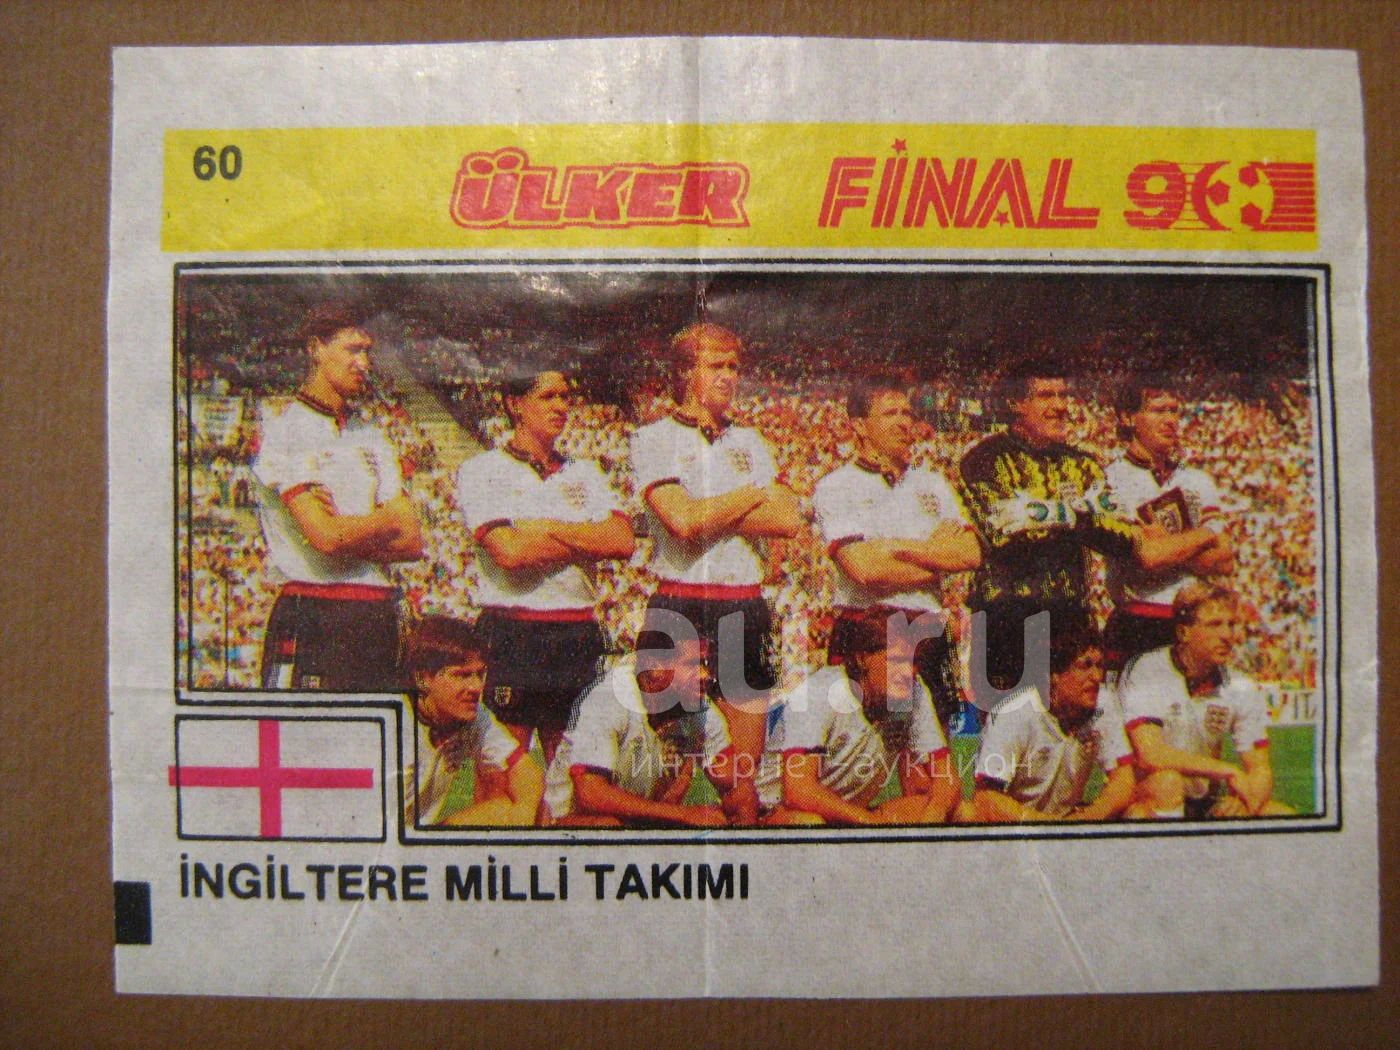 60 ÜLKER FİNAL 90
au.ru
интернет-аукцион
İNGİLTERE MİLLİ TAKIMI